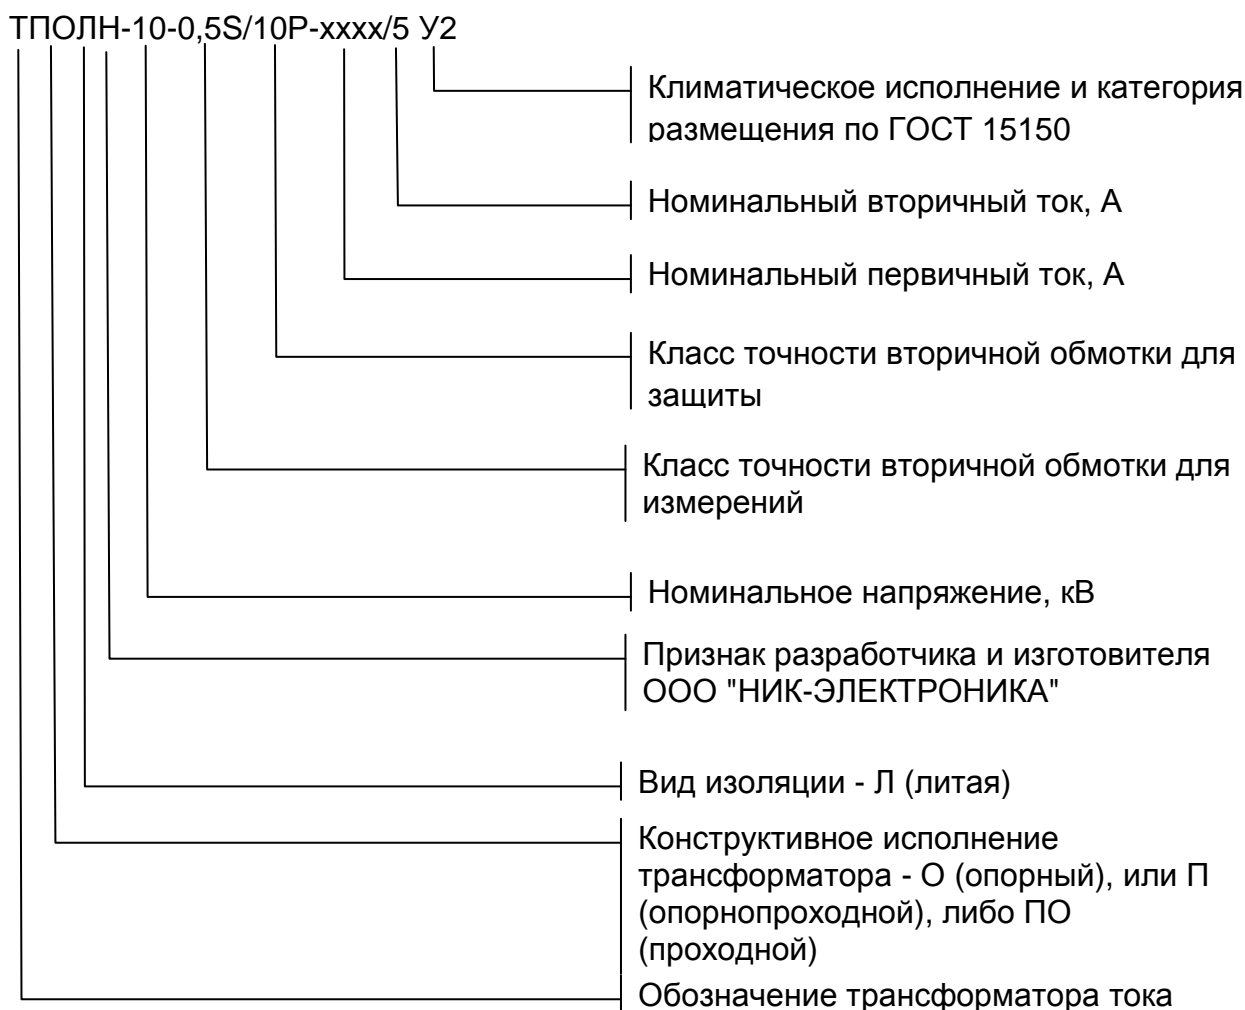 ТПОЛН-10-0,5S/10Р-хххх/5 У2
Климатическое исполнение и категория
размещения по ГОСТ 15150
Номинальный вторичный ток, А
Номинальный первичный ток, А
Класс точности вторичной обмотки для
защиты
Класс точности вторичной обмотки для
измерений
Номинальное напряжение, кВ
Признак разработчика и изготовителя
ООО "НИК-ЭЛЕКТРОНИКА"
Вид изоляции - Л (литая)
Конструктивное исполнение
трансформатора - О (опорный), или П
(опорнопроходной), либо ПО
(проходной)
Обозначение трансформатора тока